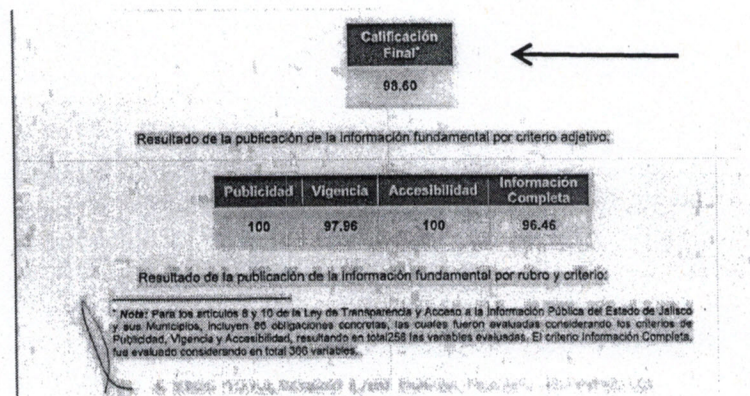 Calificación
Final*
98.60
Resultado de la publicación de la información fundamental por criterio adjetivo:
Publicidad Vigencia Accesibilidad Información
Completa
100 97.96 100 96.46
Resultado de la publicación de la información fundamental por rubro y criterio:
* Nota: Para los artículos 8 y 10 de la Ley de Transparencia y Acceso a la Información Pública del Estado de Jalisco
y sus Municipios, incluyen 86 obligaciones concretas, las cuales fueron evaluadas considerando los criterios de
Publicidad, Vigencia y Accesibilidad, resultando en total258 las variables evaluadas. El criterio Información Completa,
fue evaluado considerando en total 366 variables.